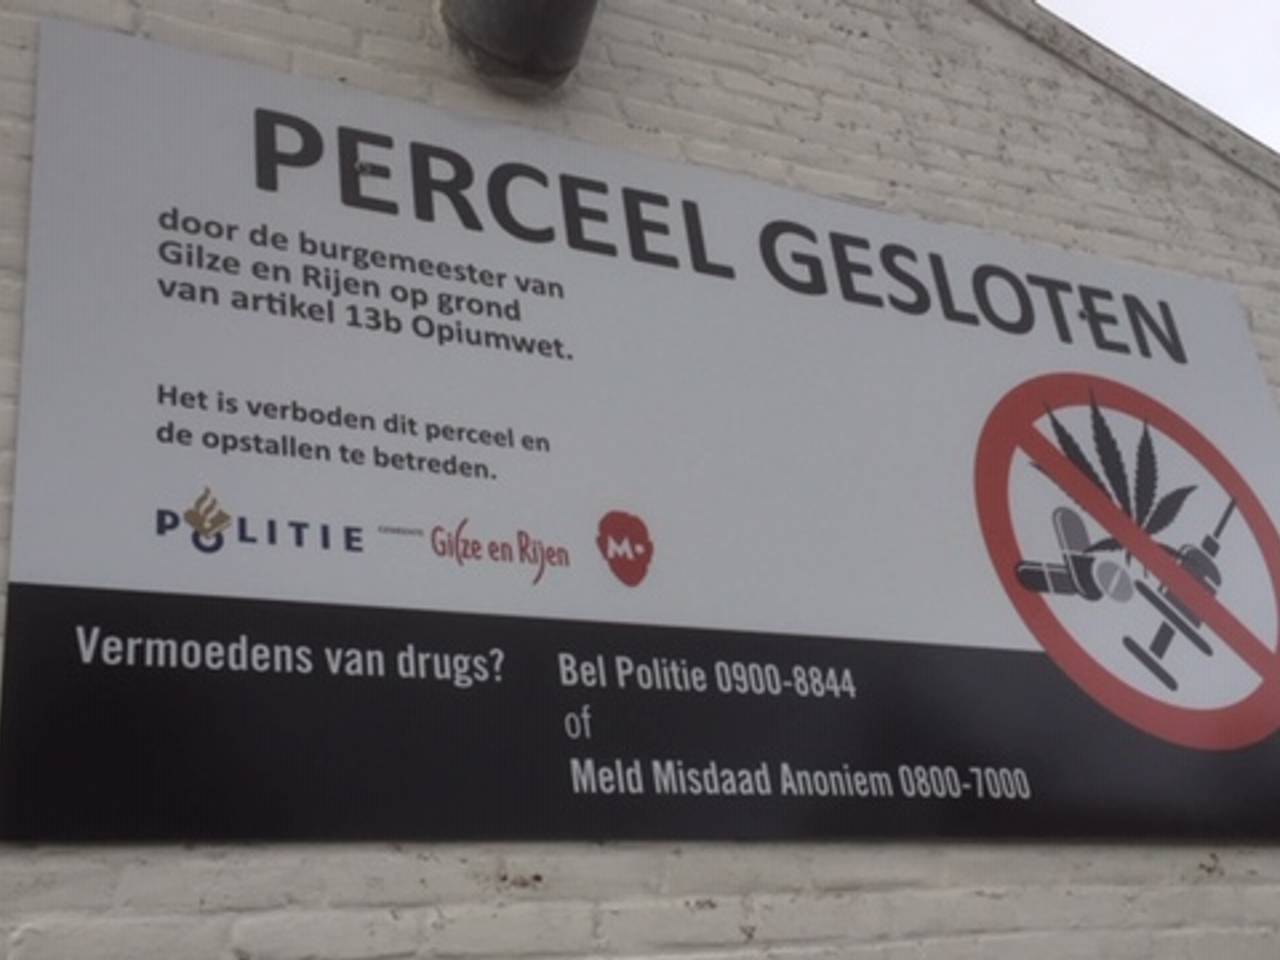 PERCEEL GESLOTEN
door de burgemeester van
Gilze en Rijen op grond
van artikel 13b Opiumwet.
Het is verboden dit perceel en
de opstallen te betreden.
POLITIE
GEMEENTE Gilze en Rijen
M.
Vermoedens van drugs? Bel Politie 0900-8844
of
Meld Misdaad Anoniem 0800-7000